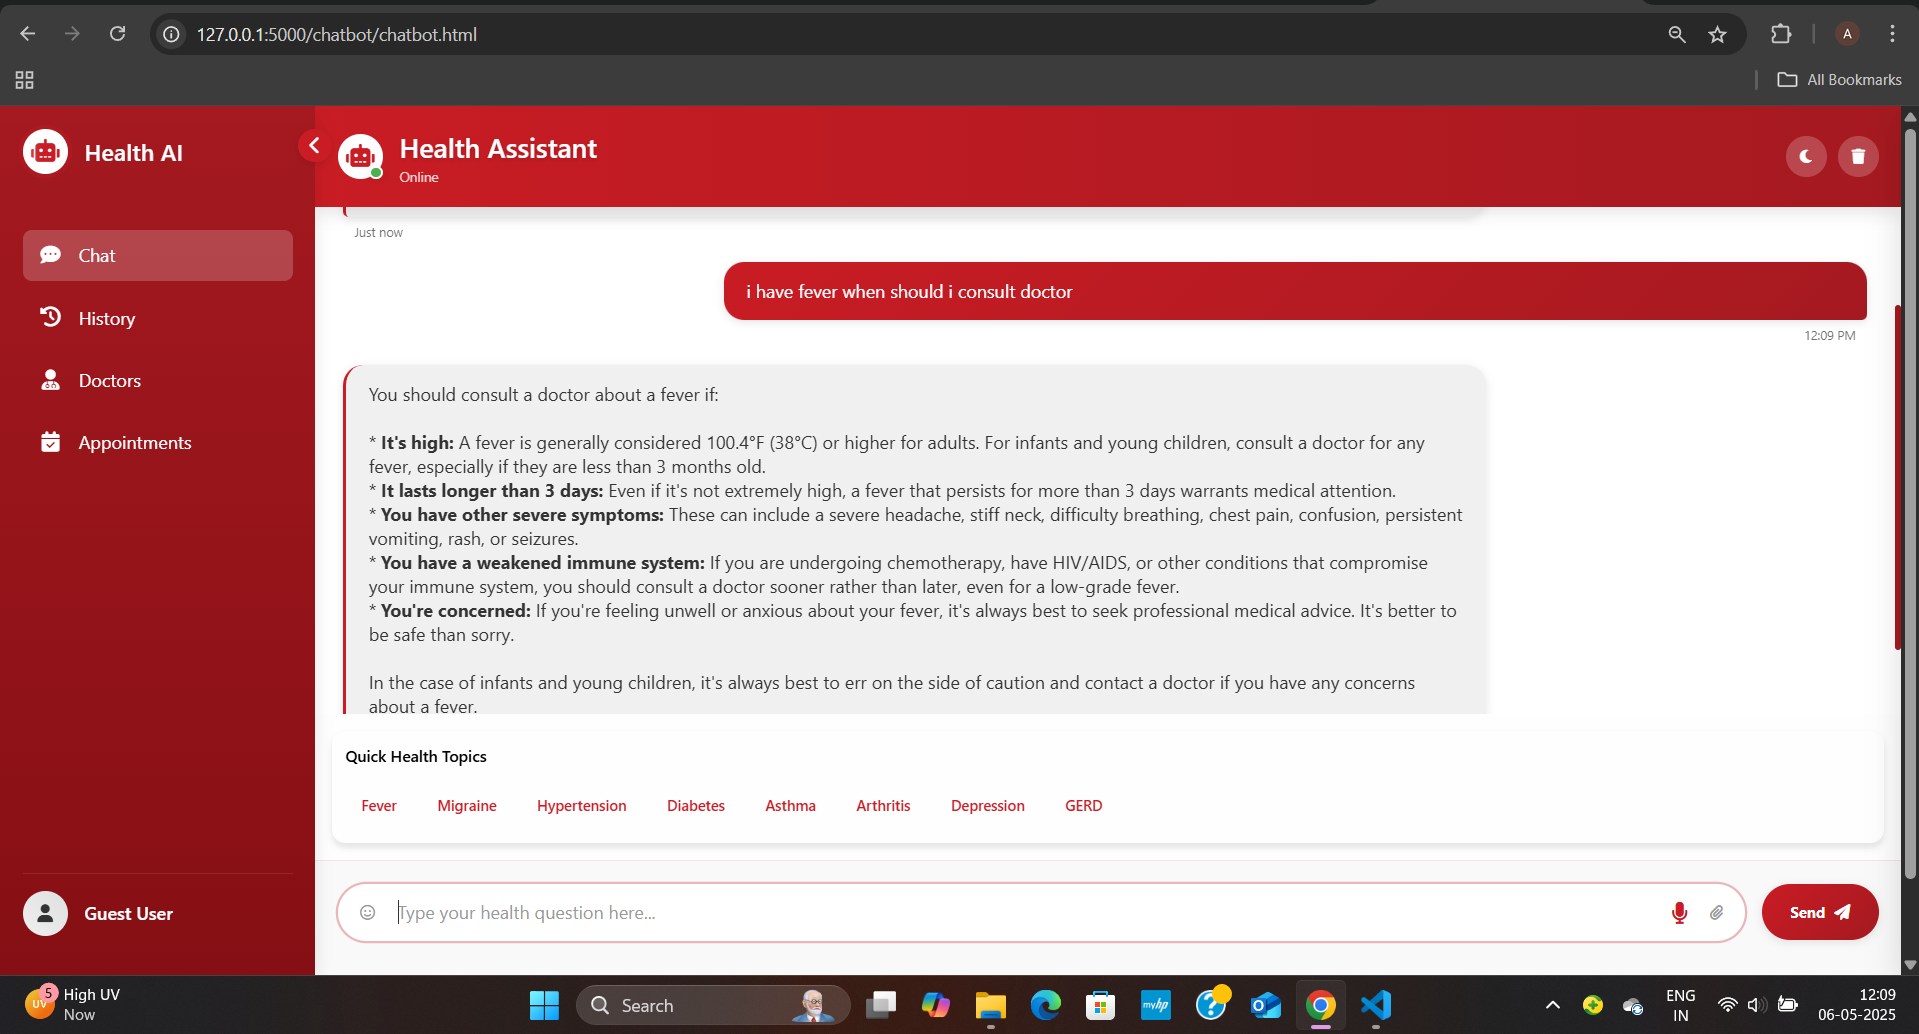 127.0.0.1:5000/chatbot/chatbot.html
A
All Bookmarks
Health AI
Chat
History
Doctors
Appointments
Guest User
Health Assistant
Online
Just now
i have fever when should i consult doctor
12:09 PM
You should consult a doctor about a fever if:
* It's high: A fever is generally considered 100.4°F (38°C) or higher for adults. For infants and young children, consult a doctor for any
fever, especially if they are less than 3 months old.
* It lasts longer than 3 days: Even if it's not extremely high, a fever that persists for more than 3 days warrants medical attention.
* You have other severe symptoms: These can include a severe headache, stiff neck, difficulty breathing, chest pain, confusion, persistent
vomiting, rash, or seizures.
* You have a weakened immune system: If you are undergoing chemotherapy, have HIV/AIDS, or other conditions that compromise
your immune system, you should consult a doctor sooner rather than later, even for a low-grade fever.
* You're concerned: If you're feeling unwell or anxious about your fever, it's always best to seek professional medical advice. It's better to
be safe than sorry.
In the case of infants and young children, it's always best to err on the side of caution and contact a doctor if you have any concerns
about a fever.
Quick Health Topics
Fever Migraine Hypertension Diabetes Asthma Arthritis Depression GERD
Type your health question here...
Send
UV 5
High UV
Now
Search
myhp
ENG
IN
12:09
06-05-2025